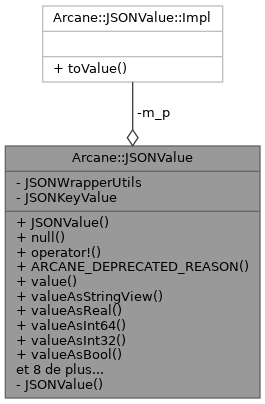 Arcane::JSONValue::Impl
+ toValue()
-m_p
Arcane::JSONValue
- JSONWrapperUtils
- JSONKeyValue
+ JSONValue()
+ null()
+ operator!()
+ ARCANE_DEPRECATED_REASON()
+ value()
+ valueAsStringView()
+ valueAsReal()
+ valueAsInt64()
+ valueAsInt32()
+ valueAsBool()
et 8 de plus...
- JSONValue()